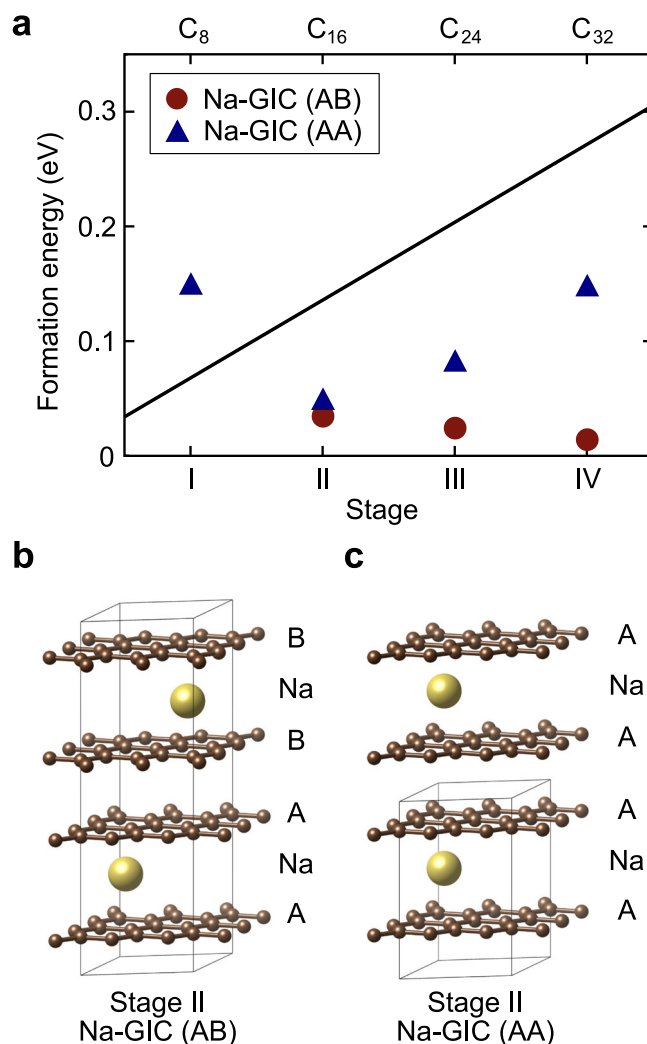 a
C₈ C₁₆ C₂₄ C₃₂
Na-GIC (AB)
Na-GIC (AA)
Formation energy (eV)
0.3
0.2
0.1
0
I II III IV
Stage
b
B
Na
B
A
Na
A
Stage II
Na-GIC (AB)
c
A
Na
A
A
Na
A
Stage II
Na-GIC (AA)